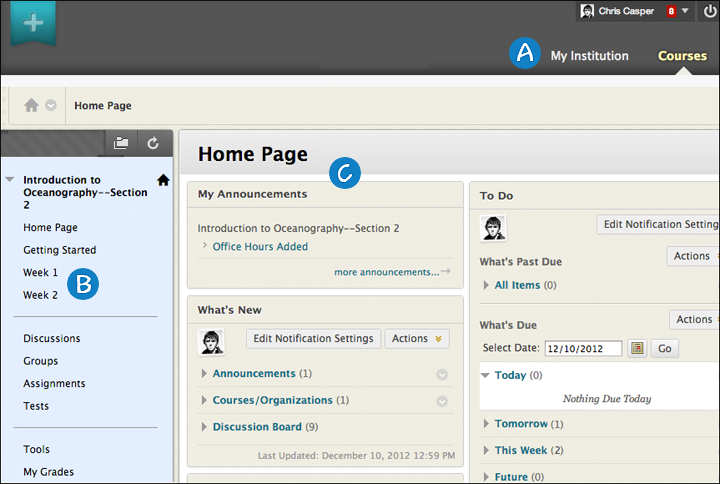 Chris Casper 8
A My Institution Courses
Home Page
Introduction to
Oceanography--Section
2
Home Page
Getting Started
Week 1
B
Week 2
Discussions
Groups
Assignments
Tests
Tools
My Grades
Home Page
C
My Announcements
Introduction to Oceanography--Section 2
Office Hours Added
more announcements...
What's New
Edit Notification Settings Actions
Announcements (1)
Courses/Organizations (1)
Discussion Board (9)
Last Updated: December 10, 2012 12:59 PM
To Do
Edit Notification Setting
What's Past Due Actions
All Items (0)
What's Due Actions
Select Date: 12/10/2012 Go
Today (0)
Nothing Due Today
Tomorrow (1)
This Week (2)
Future (0)